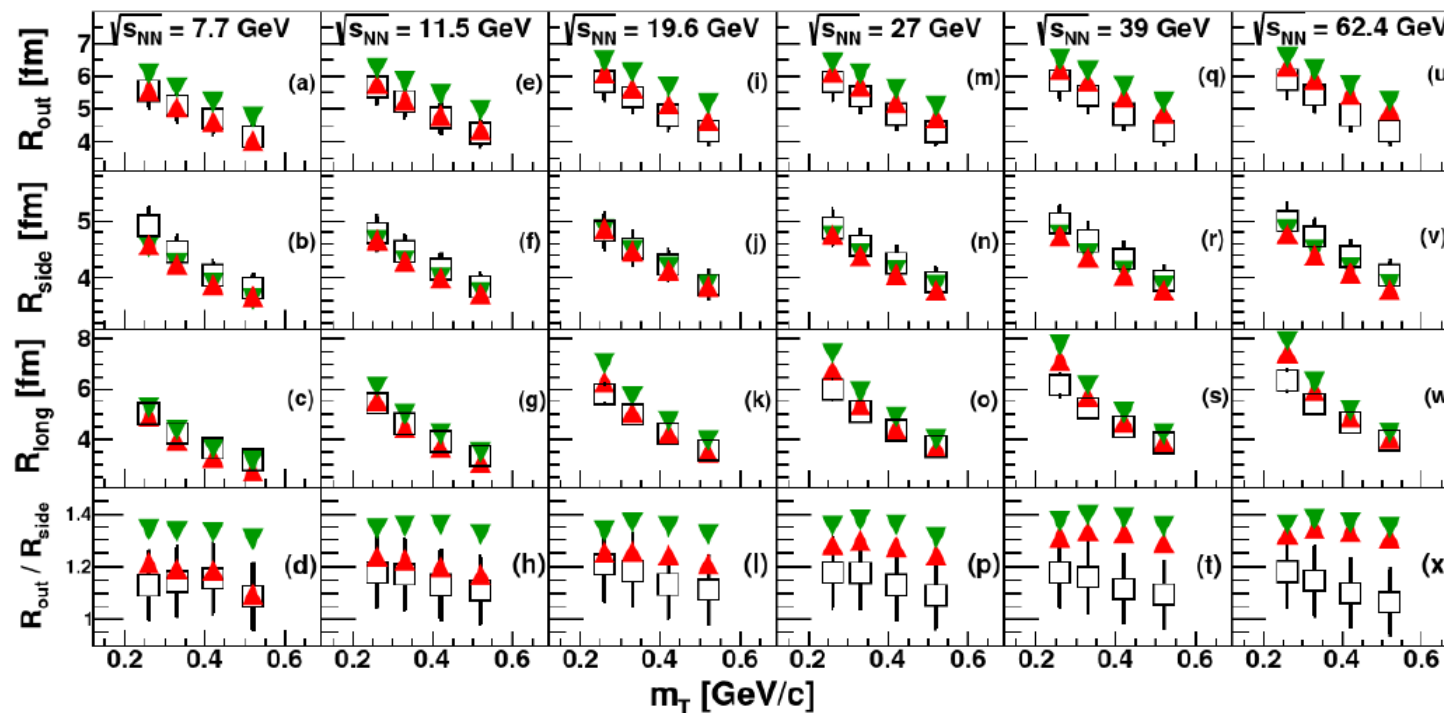 √sNN = 7.7 GeV √sNN = 11.5 GeV √sNN = 19.6 GeV √sNN = 27 GeV √sNN = 39 GeV √sNN = 62.4 GeV
Rout [fm] 7 6 5 4 (a) (e) (i) (m) (q) (u
Rside [fm] 5 4 (b) (f) (j) (n) (r) (v)
Rlong [fm] 8 6 4 (c) (g) (k) (o) (s) (w
Rout / Rside 1.4 1.2 1 (d) (h) (l) (p) (t) (x
0.2 0.4 0.6 0.2 0.4 0.6 0.2 0.4 0.6 0.2 0.4 0.6 0.2 0.4 0.6 0.2 0.4 0.6
mT [GeV/c]